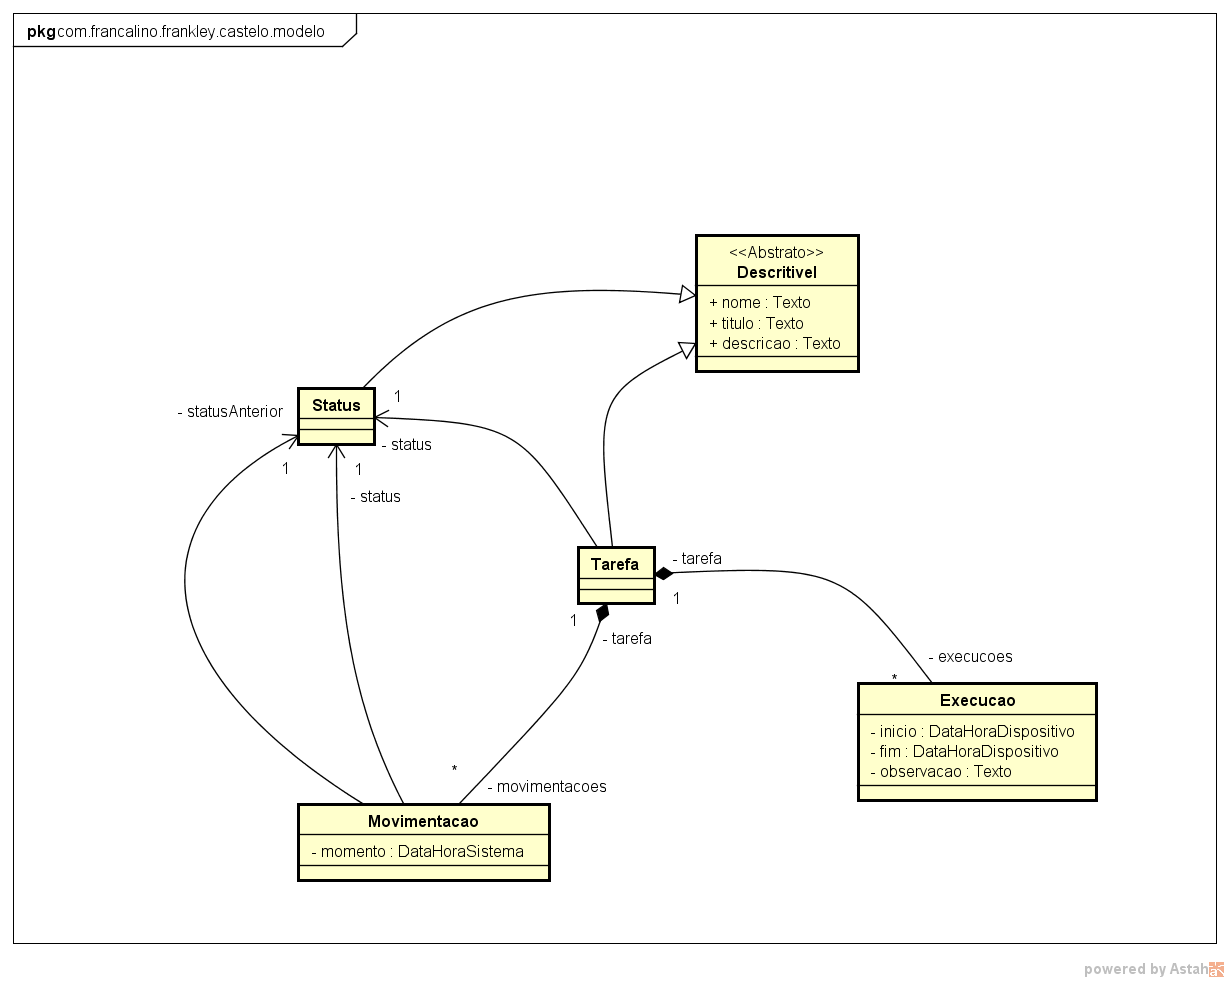 pkg com.francalino.frankley.castelo.modelo
<<Abstrato>>
Descritivel
+ nome : Texto
+ titulo : Texto
+ descricao : Texto
Status
1
- statusAnterior
- status
1
1
- status
Tarefa
- tarefa
1
1
- tarefa
- execucoes
*
Execucao
- inicio : DataHoraDispositivo
- fim : DataHoraDispositivo
- observacao : Texto
*
- movimentacoes
Movimentacao
- momento : DataHoraSistema
powered by Astah